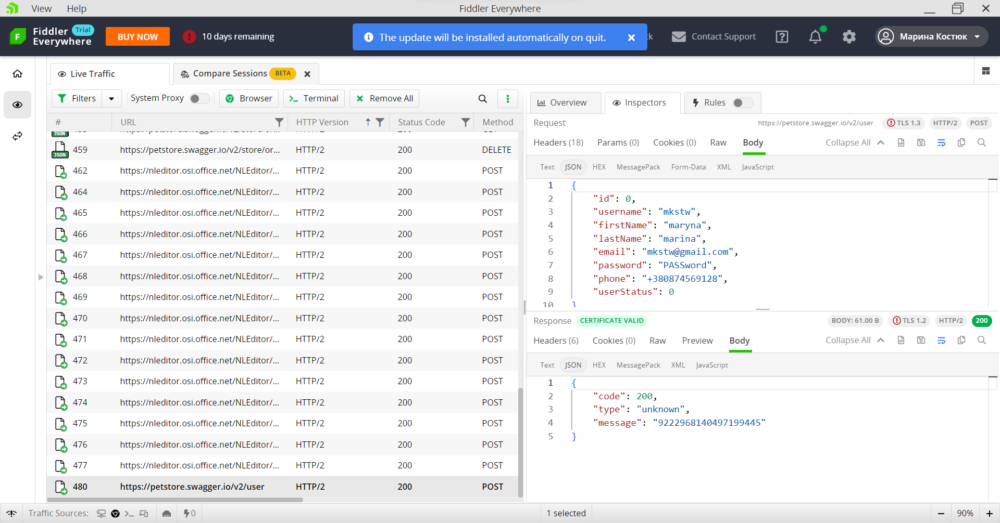 View Help Fiddler Everywhere
Fiddler Trial
Everywhere
BUY NOW
10 days remaining
The update will be installed automatically on quit.
Contact Support
Марина Костюк
Live Traffic
Compare Sessions BETA
Filters System Proxy Browser Terminal Remove All
# URL HTTP Version Status Code Method
JSON
JSON 459 https://petstore.swagger.io/v2/store/or... HTTP/2 200 DELETE
462 https://nleditor.osi.office.net/NLEditor/... HTTP/2 200 POST
464 https://nleditor.osi.office.net/NLEditor/... HTTP/2 200 POST
465 https://nleditor.osi.office.net/NLEditor/... HTTP/2 200 POST
466 https://nleditor.osi.office.net/NLEditor/... HTTP/2 200 POST
467 https://nleditor.osi.office.net/NLEditor/... HTTP/2 200 POST
468 https://nleditor.osi.office.net/NLEditor/... HTTP/2 200 POST
469 https://nleditor.osi.office.net/NLEditor/... HTTP/2 200 POST
470 https://nleditor.osi.office.net/NLEditor/... HTTP/2 200 POST
471 https://nleditor.osi.office.net/NLEditor/... HTTP/2 200 POST
472 https://nleditor.osi.office.net/NLEditor/... HTTP/2 200 POST
473 https://nleditor.osi.office.net/NLEditor/... HTTP/2 200 POST
474 https://nleditor.osi.office.net/NLEditor/... HTTP/2 200 POST
475 https://nleditor.osi.office.net/NLEditor/... HTTP/2 200 POST
476 https://nleditor.osi.office.net/NLEditor/... HTTP/2 200 POST
477 https://nleditor.osi.office.net/NLEditor/... HTTP/2 200 POST
480 https://petstore.swagger.io/v2/user HTTP/2 200 POST
Overview Inspectors Rules
Request https://petstore.swagger.io/v2/user TLS 1.3 HTTP/2 POST
Headers (18) Params (0) Cookies (0) Raw Body Collapse All
Text JSON HEX MessagePack Form-Data XML JavaScript
1 {
2 "id": 0,
3 "username": "mkstw",
4 "firstName": "maryna",
5 "lastName": "marina",
6 "email": "mkstw@gmail.com",
7 "password": "PASSword",
8 "phone": "+380874569128",
9 "userStatus": 0
10 }
Response CERTIFICATE VALID BODY: 61.00 B TLS 1.2 HTTP/2 200
Headers (6) Cookies (0) Raw Preview Body Collapse All
Text JSON HEX MessagePack XML JavaScript
1 {
2 "code": 200,
3 "type": "unknown",
4 "message": "9222968140497199445"
5 }
Traffic Sources: 0 1 selected 90%